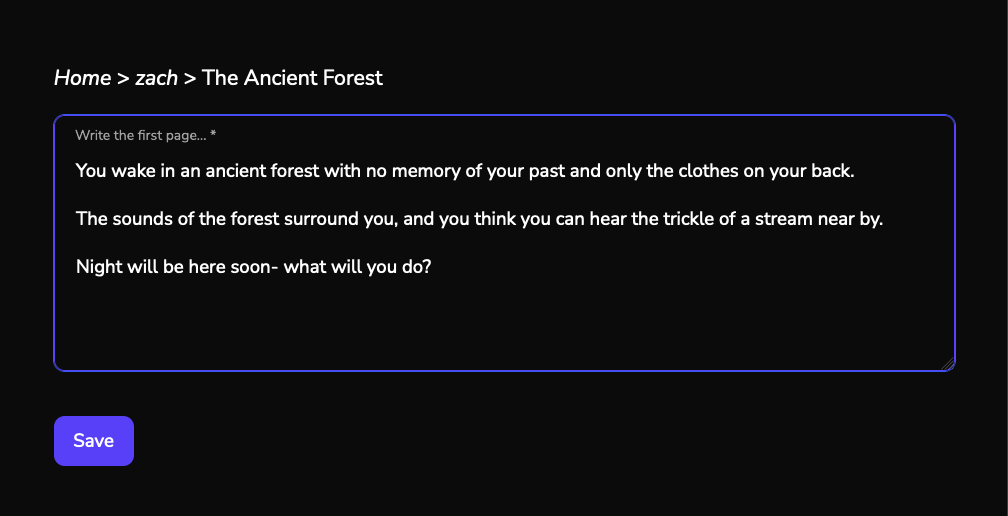 Home > zach > The Ancient Forest
Write the first page... *
You wake in an ancient forest with no memory of your past and only the clothes on your back.
The sounds of the forest surround you, and you think you can hear the trickle of a stream near by.
Night will be here soon- what will you do?
Save